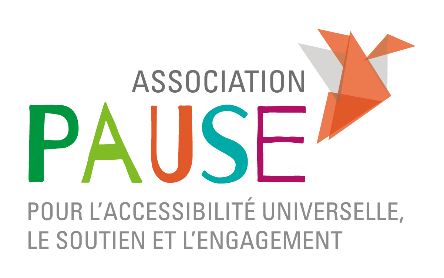 ASSOCIATION
PAUSE
POUR L'ACCESSIBILITÉ UNIVERSELLE,
LE SOUTIEN ET L'ENGAGEMENT